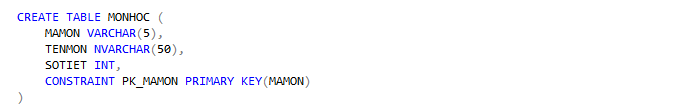 CREATE TABLE MONHOC (
    MAMON VARCHAR(5),
    TENMON NVARCHAR(50),
    SOTIET INT,
    CONSTRAINT PK_MAMON PRIMARY KEY(MAMON)
)